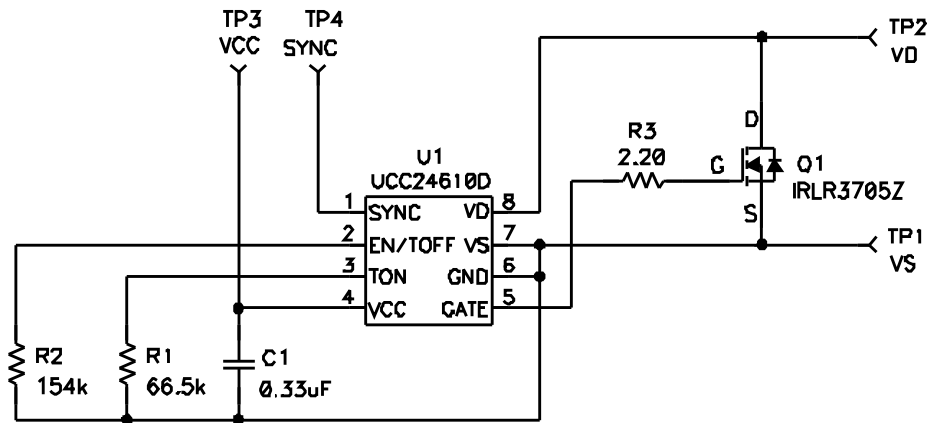 TP3
VCC
TP4
SYNC
TP2
VD
R3
2.20
D
G
S
Q1
IRLR3705Z
U1
UCC24610D
1
SYNC
VD
8
2
EN/TOFF
VS
7
3
TON
GND
6
4
VCC
GATE
5
TP1
VS
R2
154k
R1
66.5k
C1
0.33uF